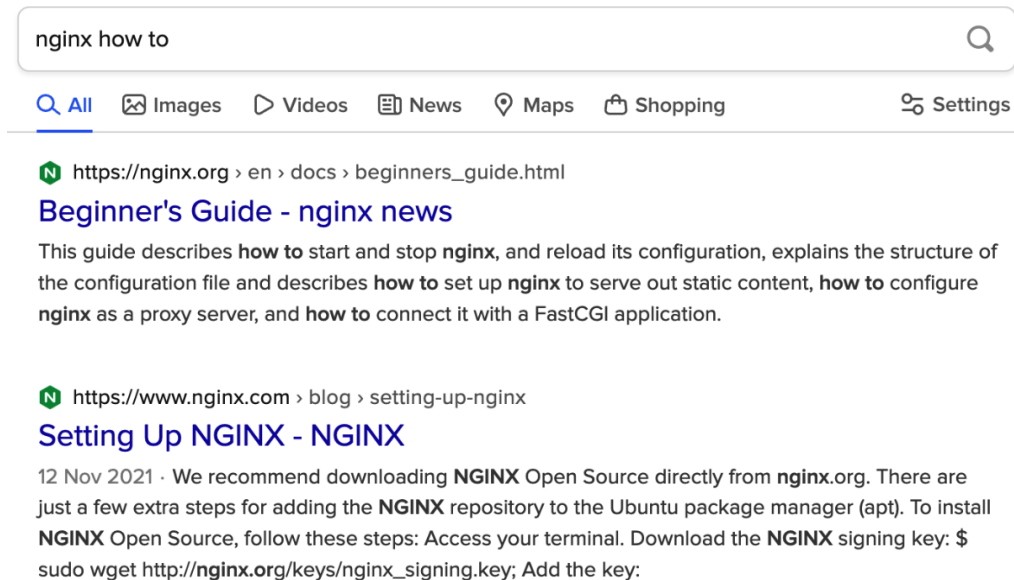 nginx how to
All Images Videos News Maps Shopping Settings
https://nginx.org › en › docs › beginners_guide.html
Beginner's Guide - nginx news
This guide describes how to start and stop nginx, and reload its configuration, explains the structure of
the configuration file and describes how to set up nginx to serve out static content, how to configure
nginx as a proxy server, and how to connect it with a FastCGI application.
https://www.nginx.com › blog › setting-up-nginx
Setting Up NGINX - NGINX
12 Nov 2021 · We recommend downloading NGINX Open Source directly from nginx.org. There are
just a few extra steps for adding the NGINX repository to the Ubuntu package manager (apt). To install
NGINX Open Source, follow these steps: Access your terminal. Download the NGINX signing key: $
sudo wget http://nginx.org/keys/nginx_signing.key; Add the key: